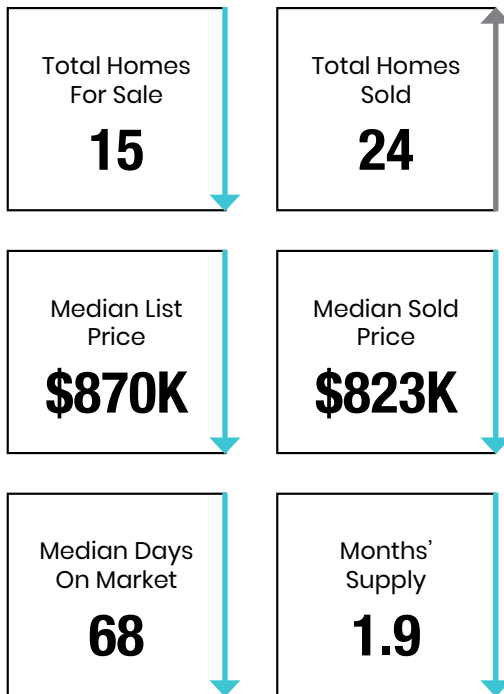 Total Homes
For Sale
15
Total Homes
Sold
24
Median List
Price
$870K
Median Sold
Price
$823K
Median Days
On Market
68
Months’
Supply
1.9